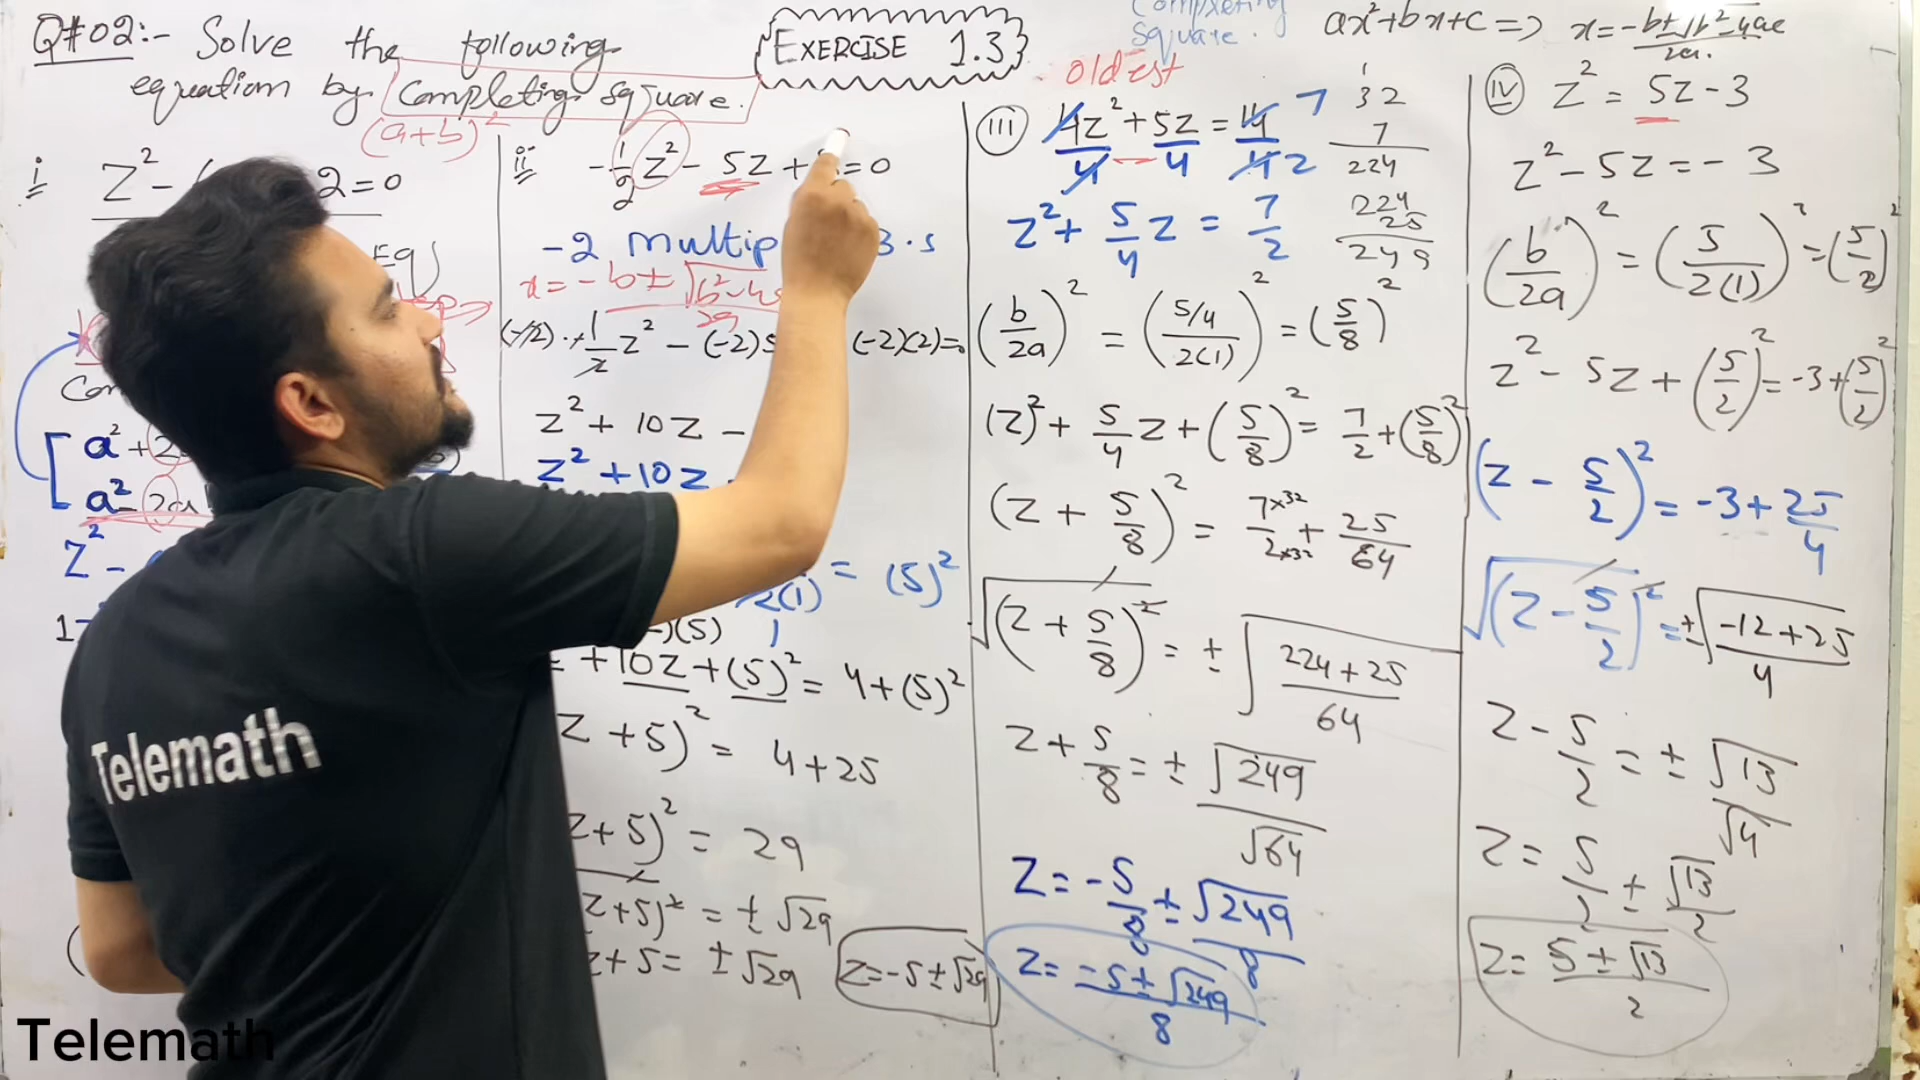 Q#02:- Solve the following
equation by completing square.
(a+b)²
EXERCISE 1.3
Completing
square.
ax²+bx+c => x = -b±√b²-4ac
2a.
oldest
i
Z² -
2=0
Eq
a²+2
a²-2a
Z² -
ii -1/2 Z² - 5Z + =0
-2 multip
x = -b±√b²-4
2a
(-2)(2)=0
Z² + 10Z -
Z² + 10Z
2(1) = (5)²
)(5)
+10Z+(5)² = 4+(5)²
Z+5)² = 4+25
Z+5)² = 29
Z+5)² = ±√29
Z+5= ±√29
Z=-5±√29
III 4Z²/4 + 5Z/4 = 14/4 7
2
32
7
224
224
25
249
Z² + 5/4 Z = 7/2
(b/2a)² = (5/4 / 2(1))² = (5/8)²
(Z)² + 5/4 Z + (5/8)² = 7/2 + (5/8)²
(Z + 5/8)² = 7×32/2×32 + 25/64
√(Z + 5/8)² = ± √224+25/64
Z + 5/8 = ± √249/√64
Z = -5/8 ± √249/8
Z = -5±√249/8
IV Z² = 5Z - 3
Z² - 5Z = - 3
(b/2a)² = (5/2(1))² = (5/2)²
Z² - 5Z + (5/2)² = -3+(5/2)²
(Z - 5/2)² = -3+25/4
√(Z - 5/2)² = ±√-12+25/4
Z - 5/2 = ± √13/√4
Z = 5/2 ± √13/2
Z = 5±√13/2
Telemath
Telemath